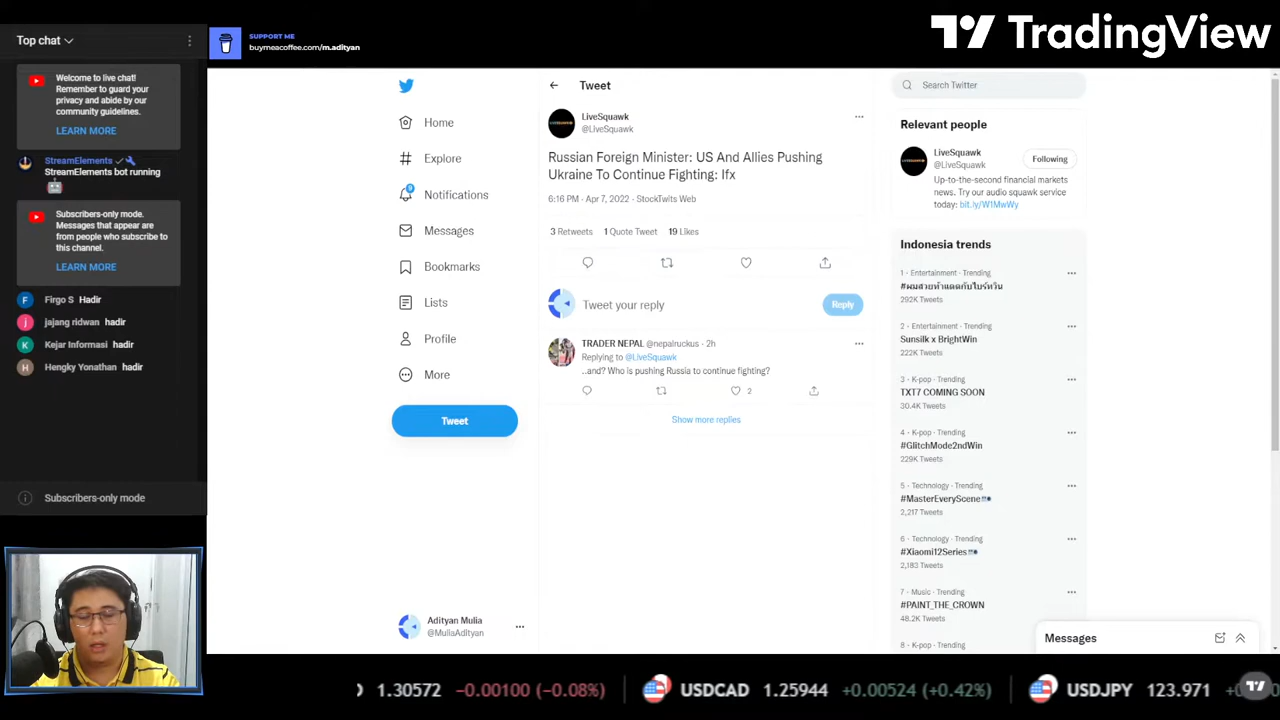 Top chat
Welcome to live chat!
Remember to guard your
privacy and abide by our
community guidelines.
LEARN MORE
StreamElements
StreamElements bot running
Subscribers-only mode.
Messages that appear are
from people who subscribe to
this channel.
LEARN MORE
F Firgo S Hadir
j jajang ridwan hadir
K Kejar Informasi hadir
H Hengky Yonathan hadir
Subscribers-only mode
SUPPORT ME
buymeacoffee.com/m.adityan
TradingView
Home
Explore
9
Notifications
Messages
Bookmarks
Lists
Profile
More
Tweet
Adityan Mulia
@MuliaAdityan
Tweet
LiveSquawk
@LiveSquawk
Russian Foreign Minister: US And Allies Pushing
Ukraine To Continue Fighting: Ifx
6:16 PM · Apr 7, 2022 · StockTwits Web
3 Retweets 1 Quote Tweet 19 Likes
Tweet your reply
Reply
TRADER NEPAL @nepalruckus · 2h
Replying to @LiveSquawk
..and? Who is pushing Russia to continue fighting?
2
Show more replies
Search Twitter
Relevant people
LiveSquawk
@LiveSquawk
Following
Up-to-the-second financial markets
news. Try our audio squawk service
today: bit.ly/W1MwWy
Indonesia trends
1 · Entertainment · Trending
292K Tweets
2 · Entertainment · Trending
Sunsilk x BrightWin
222K Tweets
3 · K-pop · Trending
TXT7 COMING SOON
30.4K Tweets
4 · K-pop · Trending
#GlitchMode2ndWin
229K Tweets
5 · Technology · Trending
#MasterEveryScene
2,217 Tweets
6 · Technology · Trending
#Xiaomi12Series
2,183 Tweets
7 · Music · Trending
#PAINT_THE_CROWN
48.2K Tweets
8 · K-pop · Trending
Messages
1.30572 −0.00100 (−0.08%) USDCAD 1.25944 +0.00524 (+0.42%) USDJPY 123.971